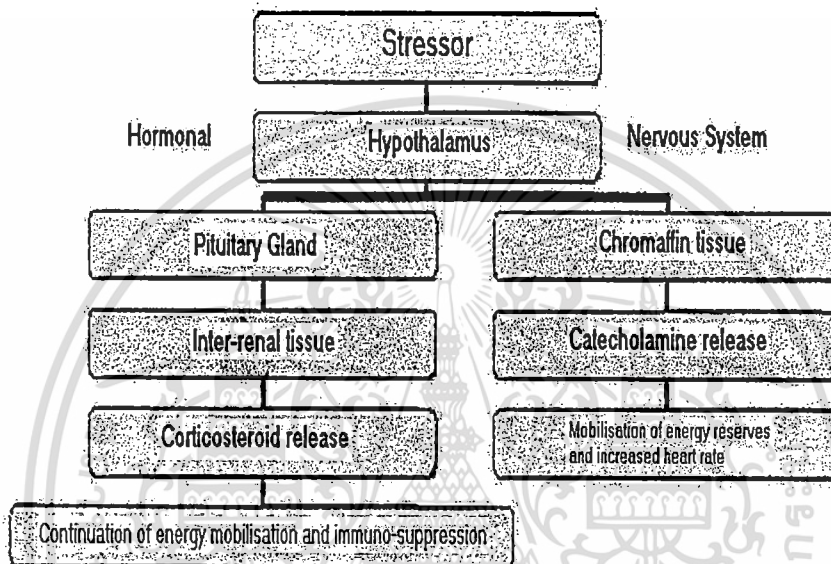 Stressor
Hormonal
Hypothalamus
Nervous System
Pituitary Gland
Chromaffin tissue
Inter-renal tissue
Catecholamine release
Corticosteroid release
Mobilisation of energy reserves
and increased heart rate
Continuation of energy mobilisation and immuno-suppression